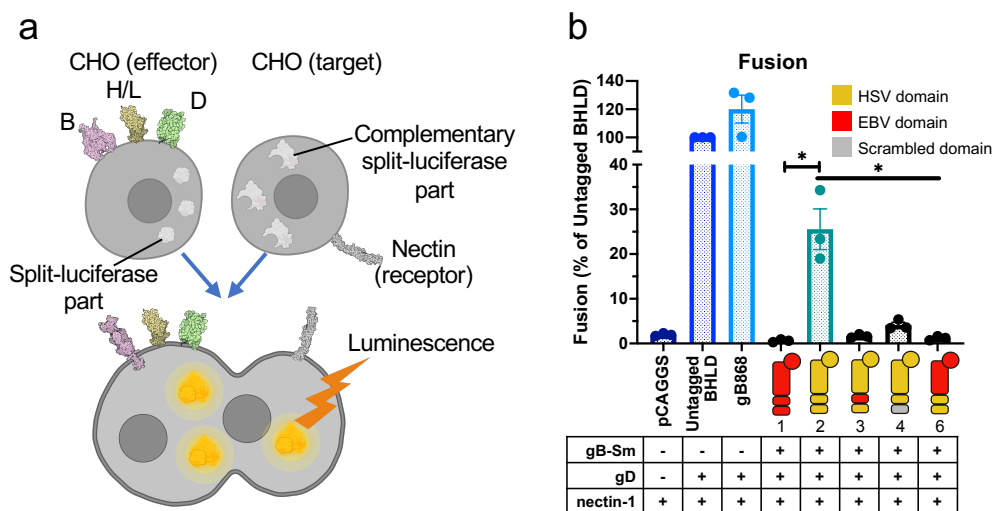 a
CHO (effector)
CHO (target)
H/L
B
D
Complementary
split-luciferase
part
Nectin
(receptor)
Split-luciferase
part
Luminescence
b
Fusion
HSV domain
EBV domain
Scrambled domain
Fusion (% of Untagged BHLD)
140
120
100
80
40
30
20
10
0
*
*
pCAGGS
Untagged
BHLD
gB868
1 2 3 4 6
gB-Sm - - - + + + + +
gD - + + + + + + +
nectin-1 + + + + + + + +